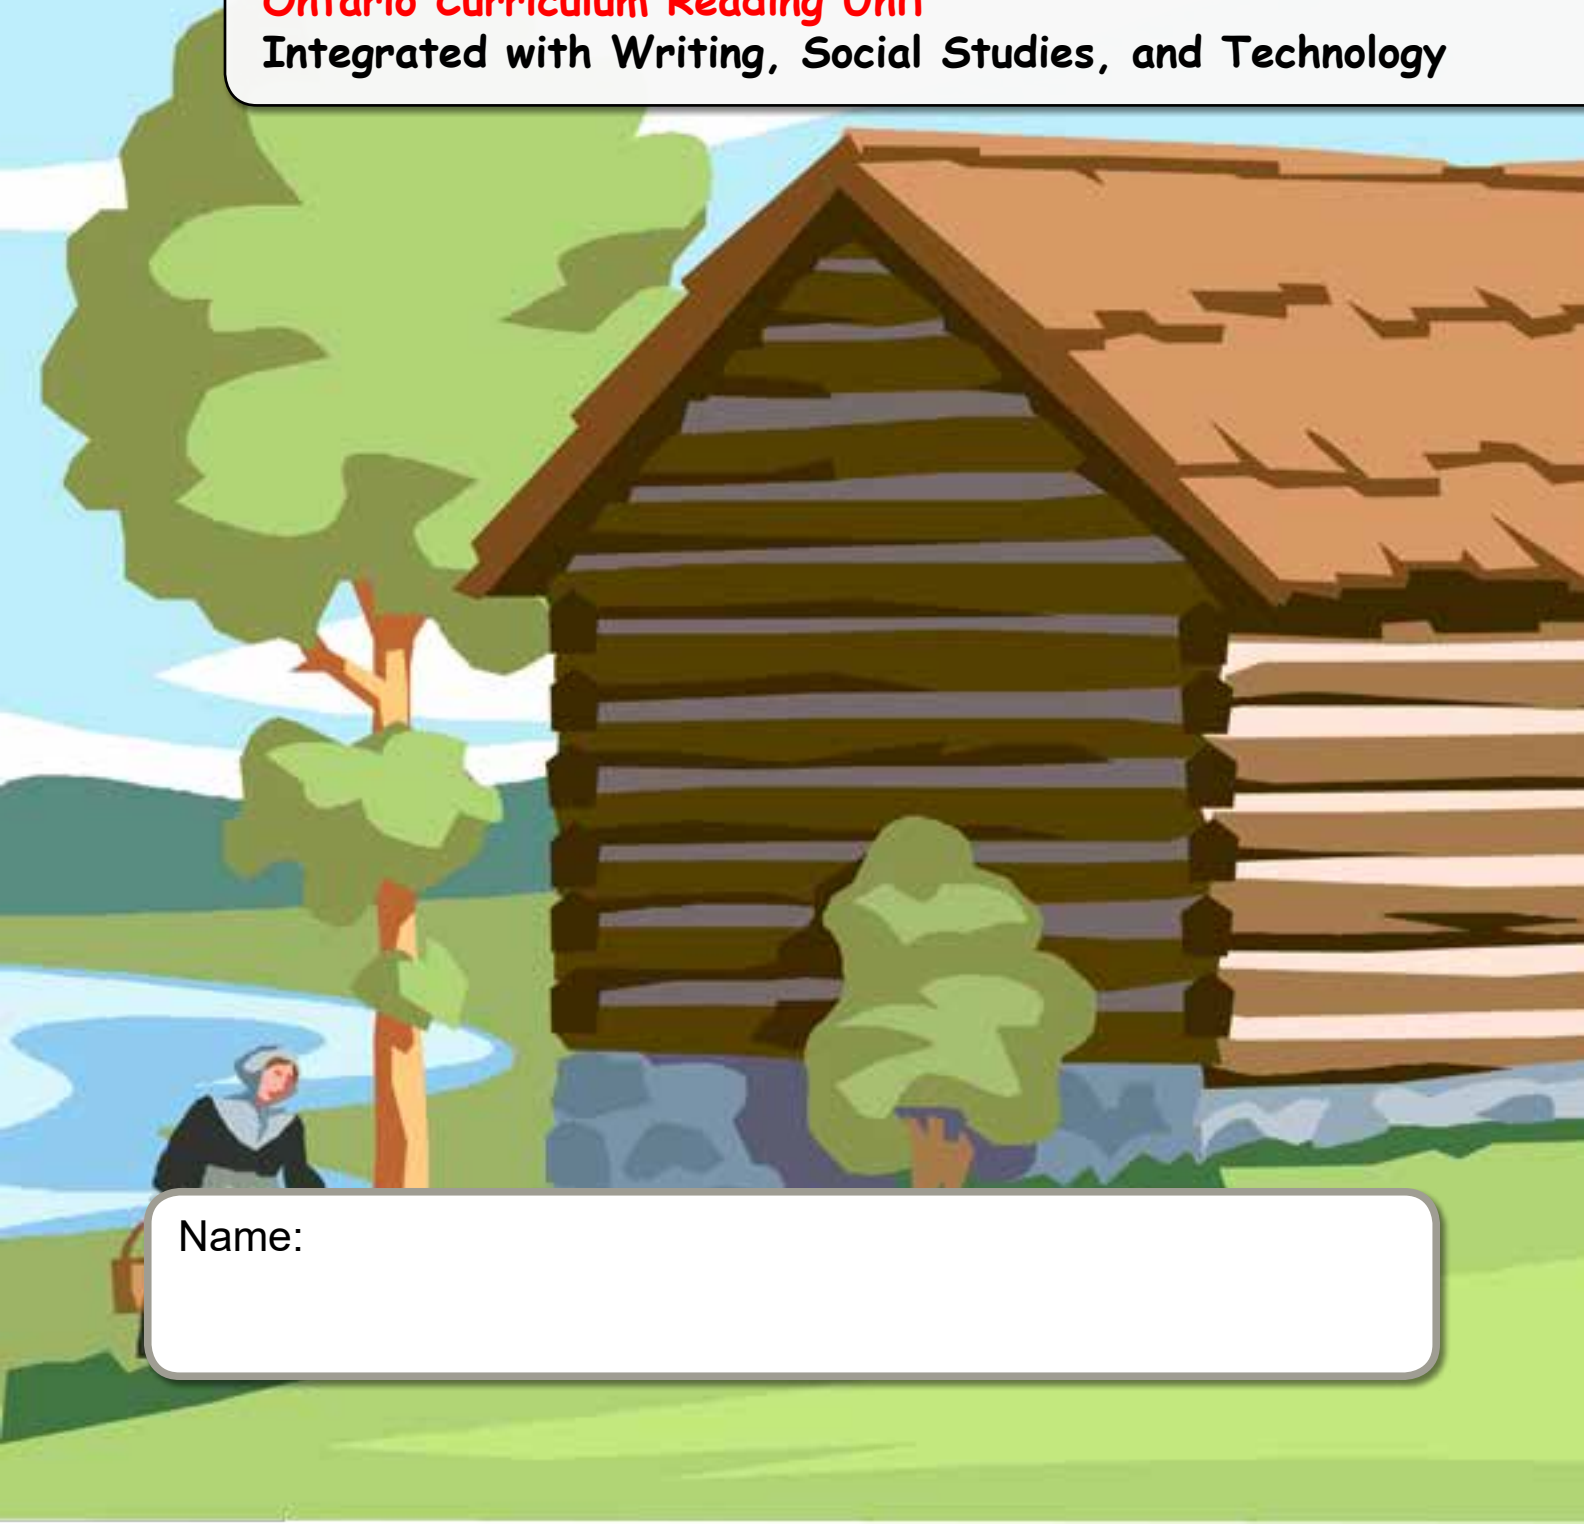 Ontario Curriculum Reading Unit
Integrated with Writing, Social Studies, and Technology
Name: